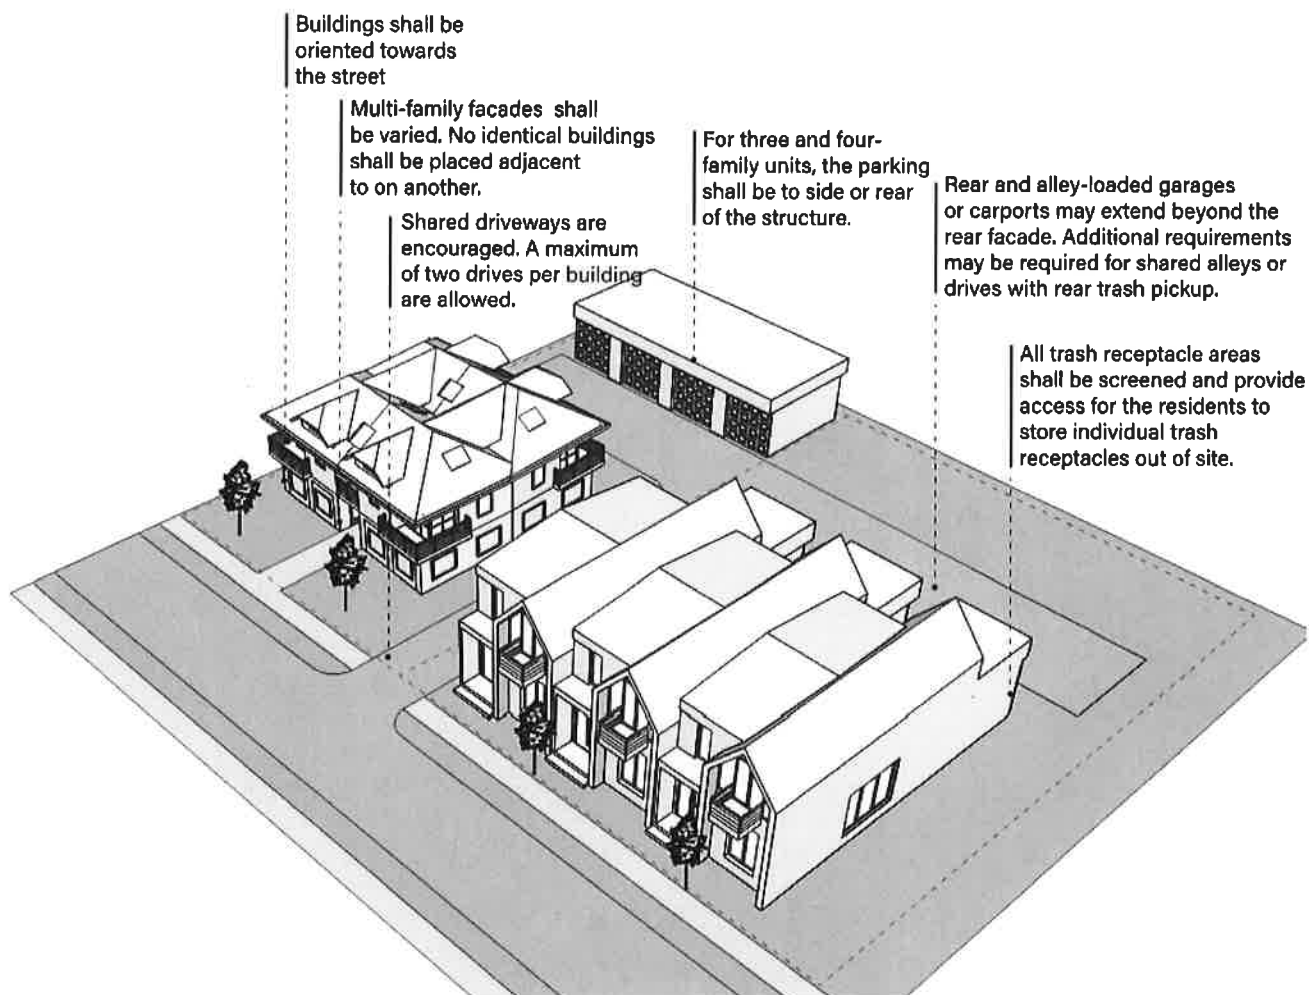 Buildings shall be
oriented towards
the street
Multi-family facades shall
be varied. No identical buildings
shall be placed adjacent
to on another.
Shared driveways are
encouraged. A maximum
of two drives per building
are allowed.
For three and four-
family units, the parking
shall be to side or rear
of the structure.
Rear and alley-loaded garages
or carports may extend beyond the
rear facade. Additional requirements
may be required for shared alleys or
drives with rear trash pickup.
All trash receptacle areas
shall be screened and provide
access for the residents to
store individual trash
receptacles out of site.